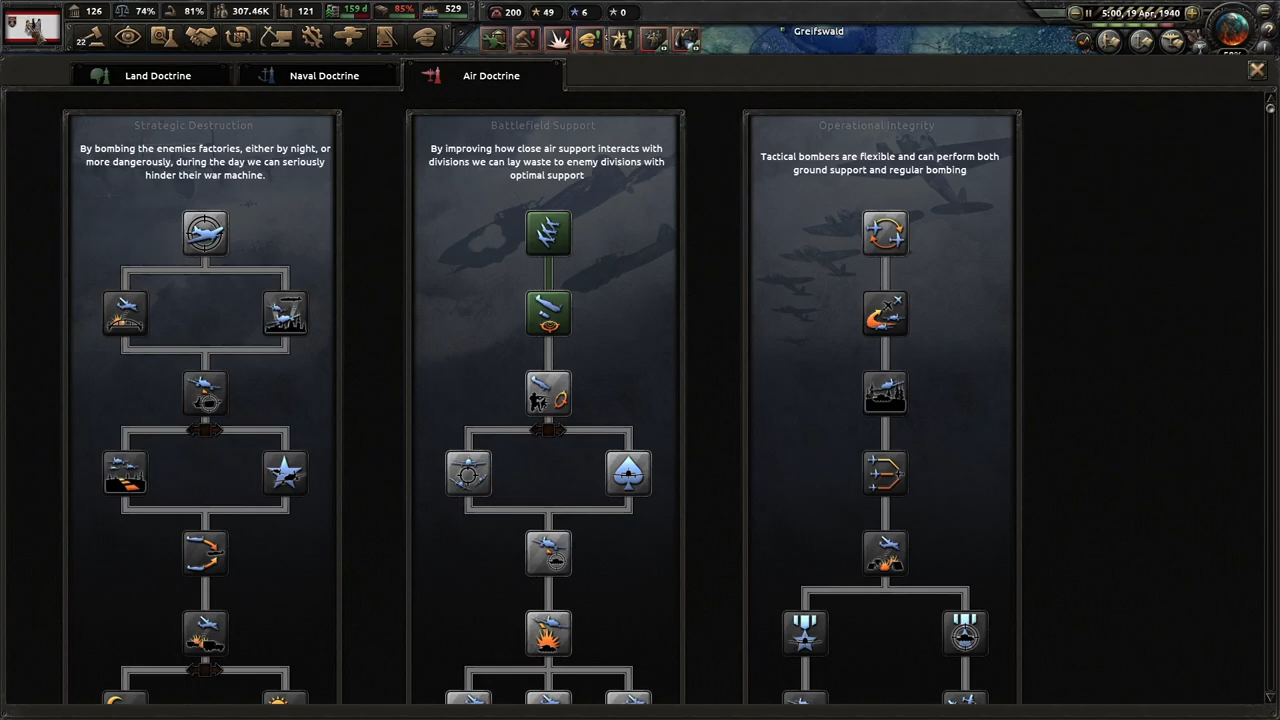 126 74% 81% 307.46K 121 159 d 85% 529 200 49 6 0
5:00, 19 Apr, 1940
22
Greifswald
Land Doctrine Naval Doctrine Air Doctrine
Strategic Destruction
By bombing the enemies factories, either by night, or
more dangerously, during the day we can seriously
hinder their war machine.
Battlefield Support
By improving how close air support interacts with
divisions we can lay waste to enemy divisions with
optimal support
Operational Integrity
Tactical bombers are flexible and can perform both
ground support and regular bombing